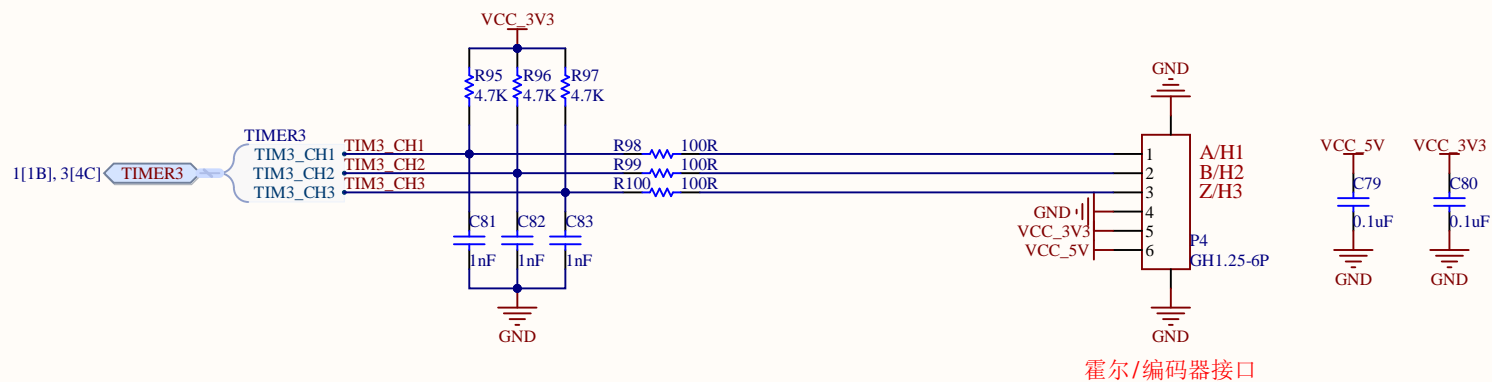 VCC_3V3
R95 R96 R97
4.7K 4.7K 4.7K
GND
TIMER3
TIM3_CH1 TIM3_CH1 R98 100R 1 A/H1
1[1B], 3[4C] TIMER3 TIM3_CH2 TIM3_CH2 R99 100R 2 B/H2
TIM3_CH3 TIM3_CH3 R100 100R 3 Z/H3
VCC_5V VCC_3V3
C79 C80
0.1uF 0.1uF
GND GND
C81 C82 C83
1nF 1nF 1nF
GND
GND 4
VCC_3V3 5
VCC_5V 6
P4
GH1.25-6P
GND
霍尔/编码器接口